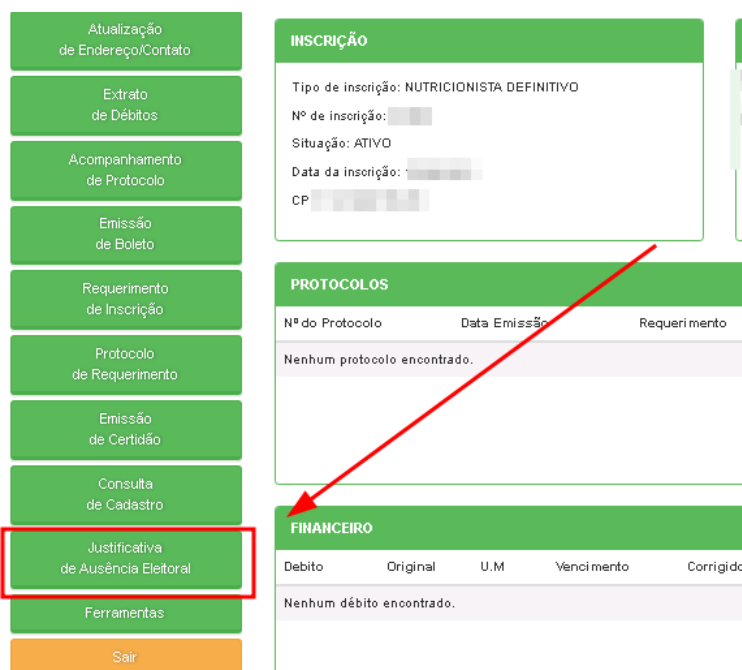 Atualização
de Endereço/Contato
Extrato
de Débitos
Acompanhamento
de Protocolo
Emissão
de Boleto
Requerimento
de Inscrição
Protocolo
de Requerimento
Emissão
de Certidão
Consulta
de Cadastro
Justificativa
de Ausência Eleitoral
Ferramentas
Sair
INSCRIÇÃO
Tipo de inscrição: NUTRICIONISTA DEFINITIVO
Nº de inscrição:
Situação: ATIVO
Data da inscrição:
CP
PROTOCOLOS
Nº do Protocolo Data Emissão Requerimento
Nenhum protocolo encontrado.
FINANCEIRO
Debito Original U.M Vencimento Corrigido
Nenhum débito encontrado.